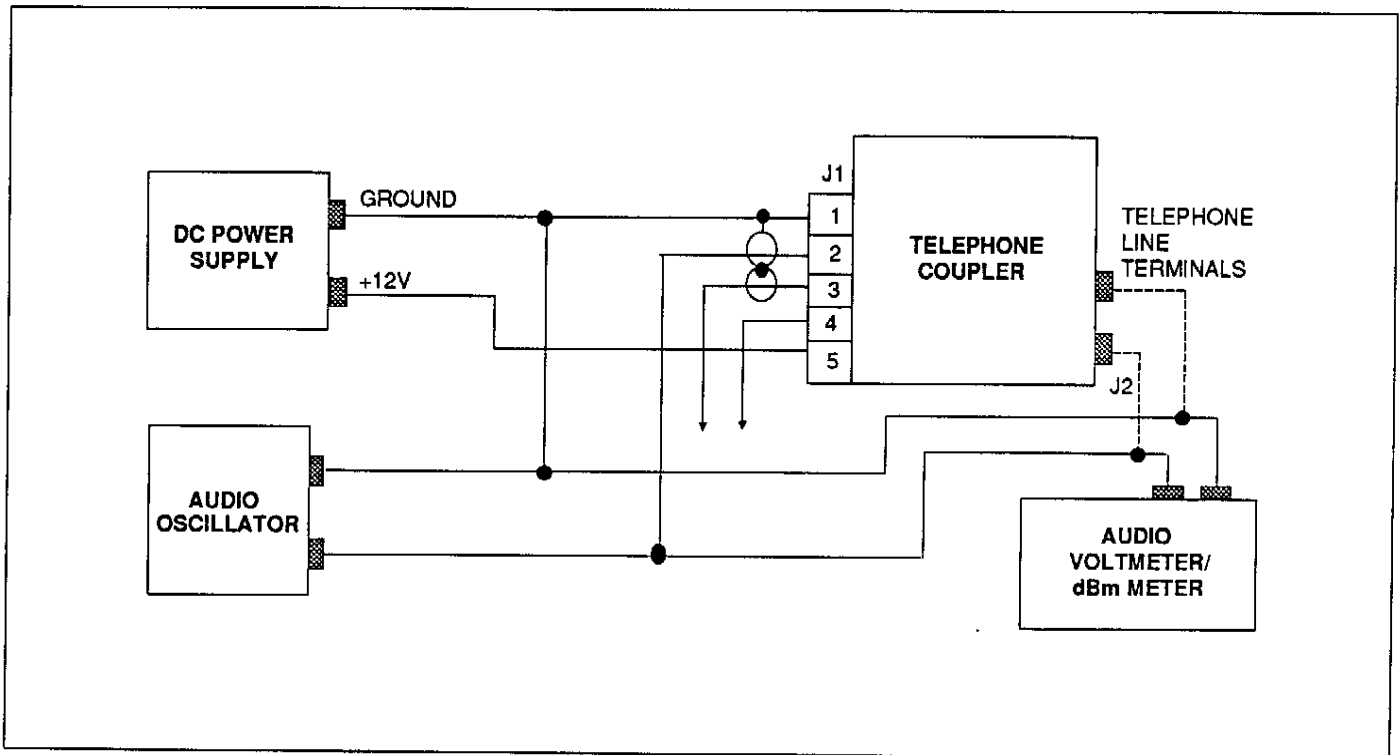 DC POWER
SUPPLY
GROUND
+12V
J1
1
2
3
4
5
TELEPHONE
COUPLER
TELEPHONE
LINE
TERMINALS
J2
AUDIO
OSCILLATOR
AUDIO
VOLTMETER/
dBm METER